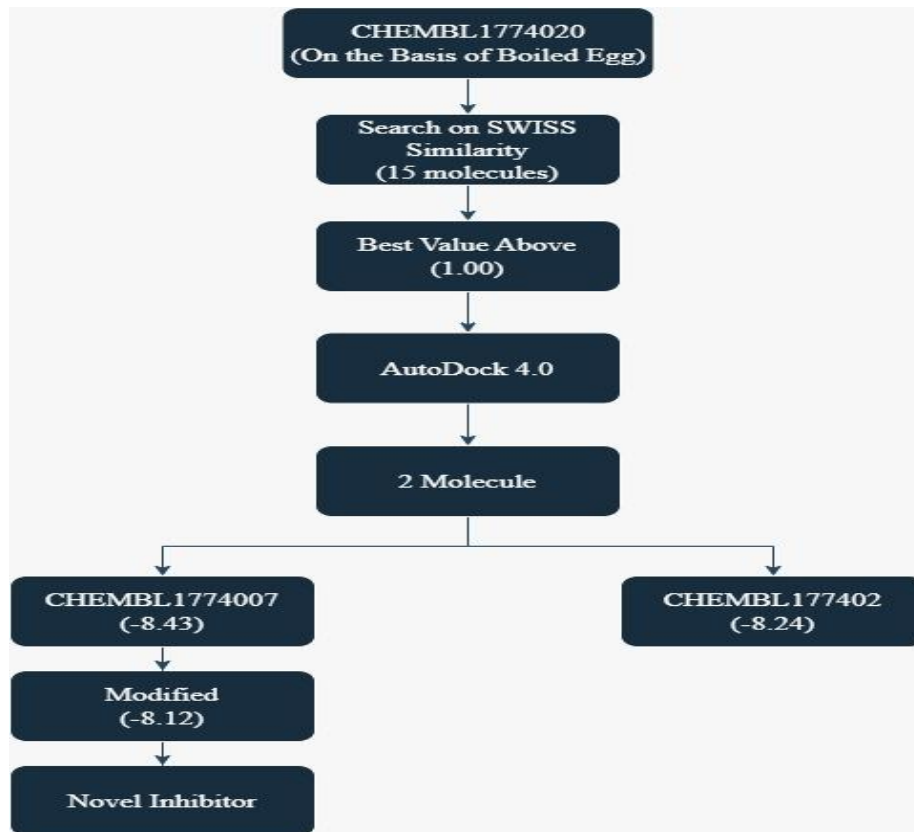 CHEMBL1774020
(On the Basis of Boiled Egg)
Search on SWISS
Similarity
(15 molecules)
Best Value Above
(1.00)
AutoDock 4.0
2 Molecule
CHEMBL1774007
(-8.43)
CHEMBL177402
(-8.24)
Modified
(-8.12)
Novel Inhibitor